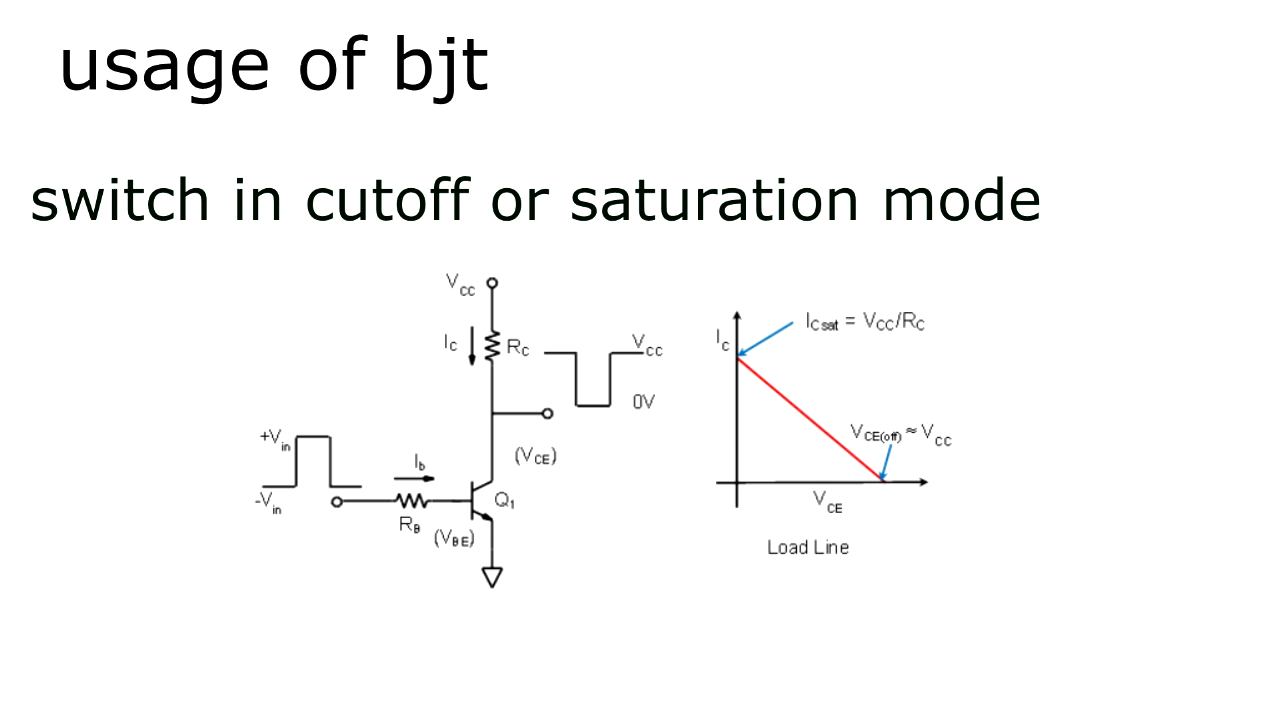 usage of bjt
switch in cutoff or saturation mode
Vcc
Ic
Rc
Vcc
0V
+Vin
-Vin
Ib
RB
(VBE)
(VCE)
Q1
Ic
ICsat = VCC/RC
VCE(off) ≈ Vcc
VCE
Load Line